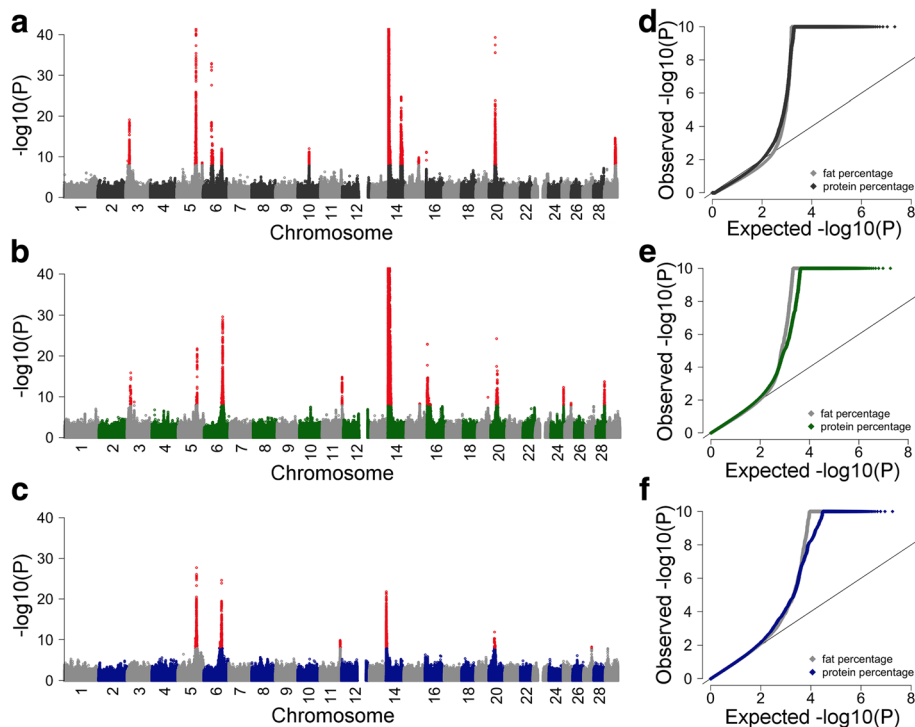 a
40
30
20
10
0
-log10(P)
1 2 3 4 5 6 7 8 9 10 11 12 14 16 18 20 22 24 26 28
Chromosome
d
10
8
6
4
2
0
Observed -log10(P)
fat percentage
protein percentage
0 2 4 6 8
Expected -log10(P)
b
40
30
20
10
0
-log10(P)
1 2 3 4 5 6 7 8 9 10 11 12 14 16 18 20 22 24 26 28
Chromosome
e
10
8
6
4
2
0
Observed -log10(P)
fat percentage
protein percentage
0 2 4 6 8
Expected -log10(P)
c
40
30
20
10
0
-log10(P)
1 2 3 4 5 6 7 8 9 10 11 12 14 16 18 20 22 24 26 28
Chromosome
f
10
8
6
4
2
0
Observed -log10(P)
fat percentage
protein percentage
0 2 4 6 8
Expected -log10(P)